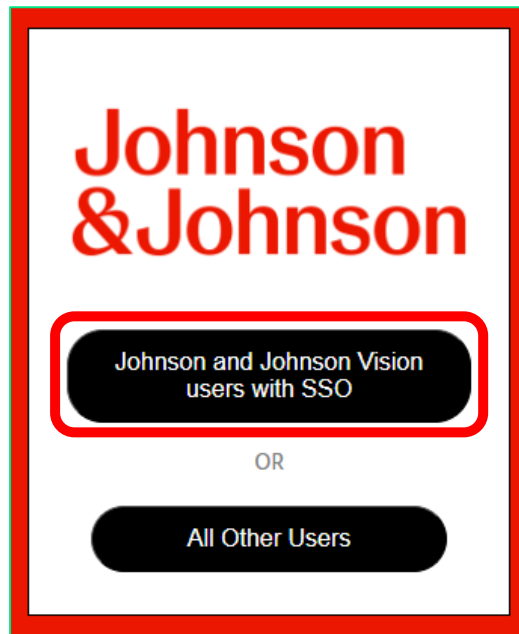 Johnson
&Johnson
Johnson and Johnson Vision
users with SSO
OR
All Other Users